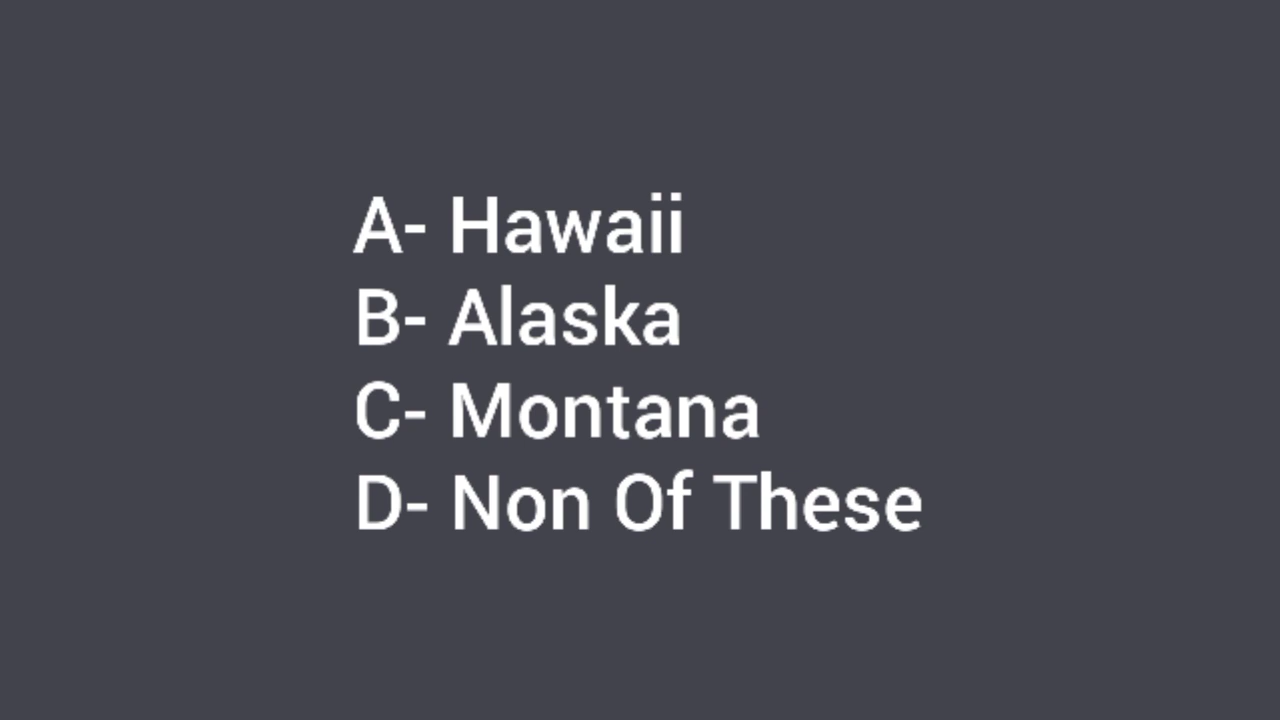 A- Hawaii
B- Alaska
C- Montana
D- Non Of These